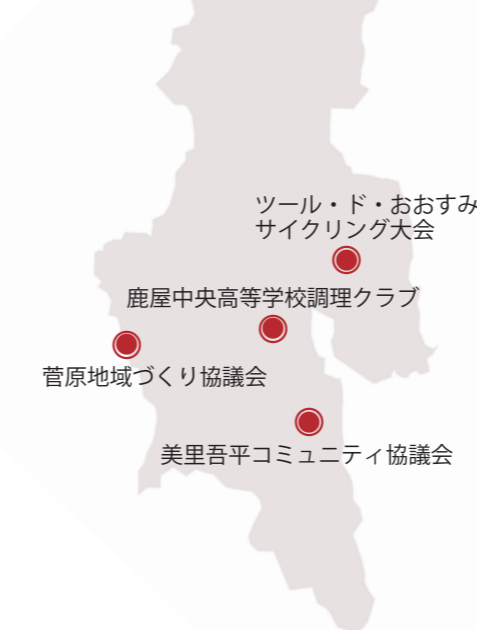 ツール・ド・おおすみ
サイクリング大会
鹿屋中央高等学校調理クラブ
菅原地域づくり協議会
美里吾平コミュニティ協議会